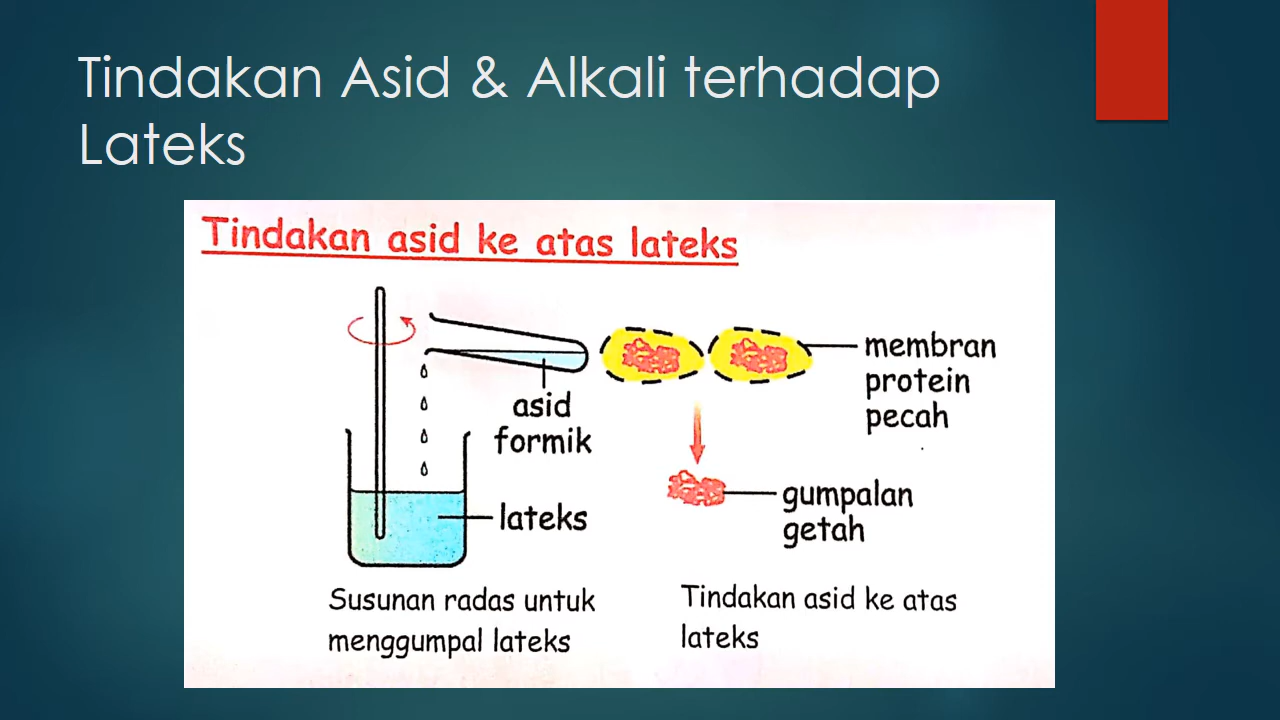 Tindakan Asid & Alkali terhadap
Lateks
Tindakan asid ke atas lateks
asid
formik
lateks
Susunan radas untuk
menggumpal lateks
membran
protein
pecah
gumpalan
getah
Tindakan asid ke atas
lateks